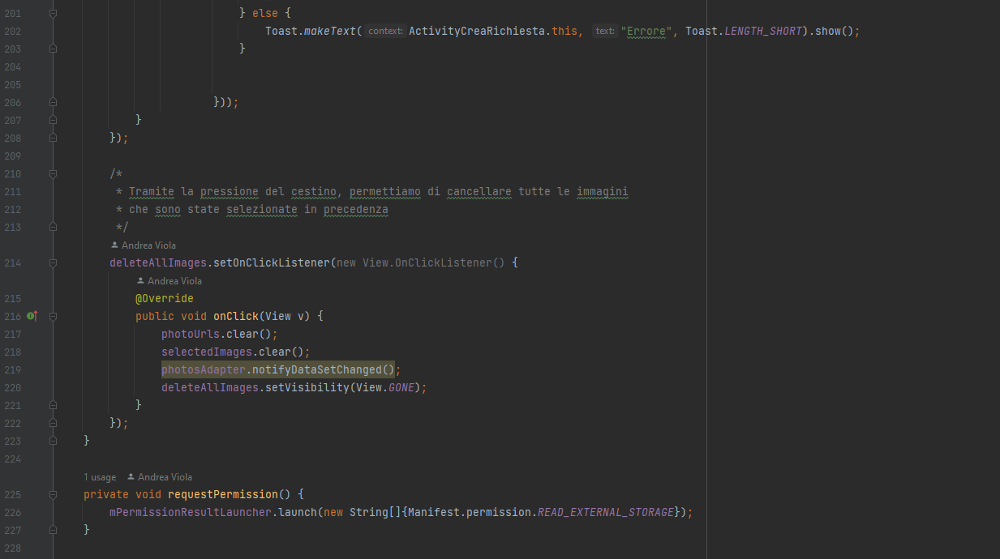 201 } else {
202 Toast.makeText( context: ActivityCreaRichiesta.this, text: "Errore", Toast.LENGTH_SHORT).show();
203 }
204
205
206 }));
207 }
208 });
209
210 /*
211 * Tramite la pressione del cestino, permettiamo di cancellare tutte le immagini
212 * che sono state selezionate in precedenza
213 */
Andrea Viola
214 deleteAllImages.setOnClickListener(new View.OnClickListener() {
Andrea Viola
215 @Override
216 public void onClick(View v) {
217 photoUrls.clear();
218 selectedImages.clear();
219 photosAdapter.notifyDataSetChanged();
220 deleteAllImages.setVisibility(View.GONE);
221 }
222 });
223 }
224
1 usage Andrea Viola
225 private void requestPermission() {
226 mPermissionResultLauncher.launch(new String[]{Manifest.permission.READ_EXTERNAL_STORAGE});
227 }
228